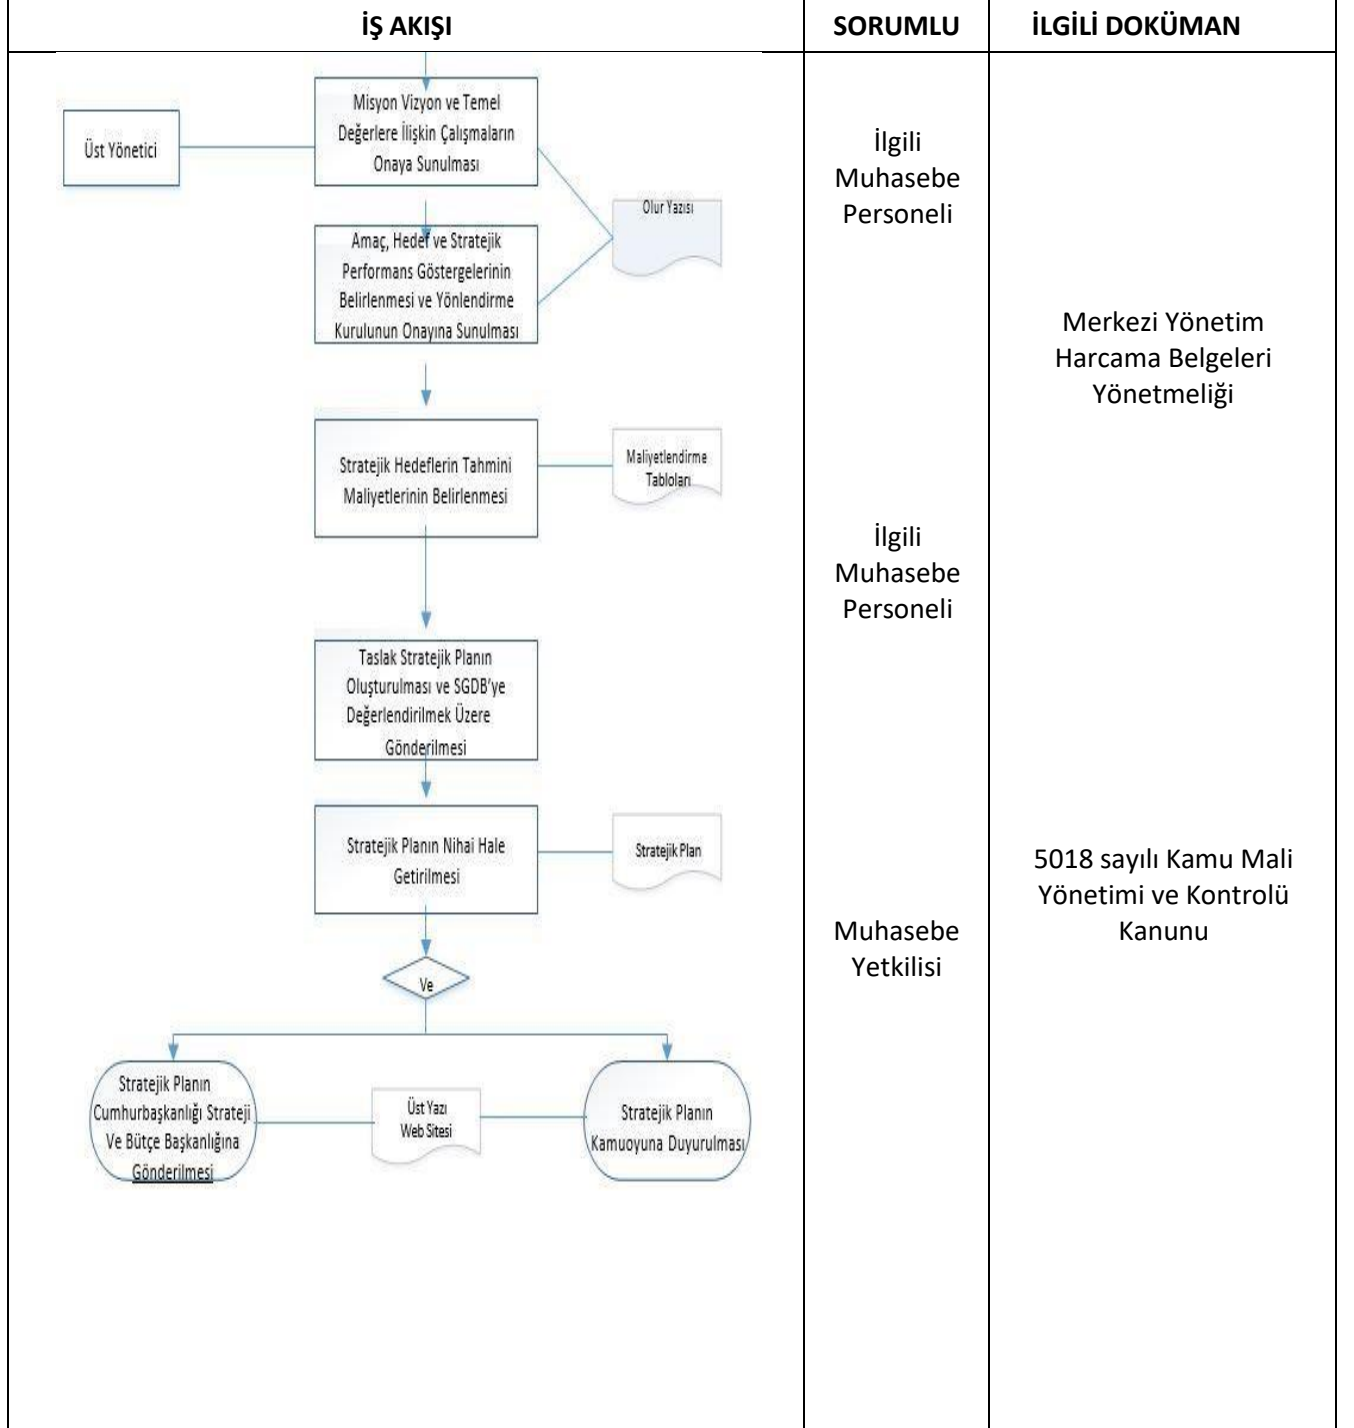 İŞ AKIŞI
SORUMLU
İLGİLİ DOKÜMAN
Üst Yönetici
Misyon Vizyon ve Temel
Değerlere İlişkin Çalışmaların
Onaya Sunulması
Olur Yazısı
Amaç, Hedef ve Stratejik
Performans Göstergelerinin
Belirlenmesi ve Yönlendirme
Kurulunun Onayına Sunulması
Stratejik Hedeflerin Tahmini
Maliyetlerinin Belirlenmesi
Maliyetlendirme
Tabloları
Taslak Stratejik Planın
Oluşturulması ve SGDB'ye
Değerlendirilmek Üzere
Gönderilmesi
Stratejik Planın Nihai Hale
Getirilmesi
Stratejik Plan
Ve
Stratejik Planın
Cumhurbaşkanlığı Strateji
Ve Bütçe Başkanlığına
Gönderilmesi
Üst Yazı
Web Sitesi
Stratejik Planın
Kamuoyuna Duyurulması
İlgili
Muhasebe
Personeli
İlgili
Muhasebe
Personeli
Muhasebe
Yetkilisi
Merkezi Yönetim
Harcama Belgeleri
Yönetmeliği
5018 sayılı Kamu Mali
Yönetimi ve Kontrolü
Kanunu